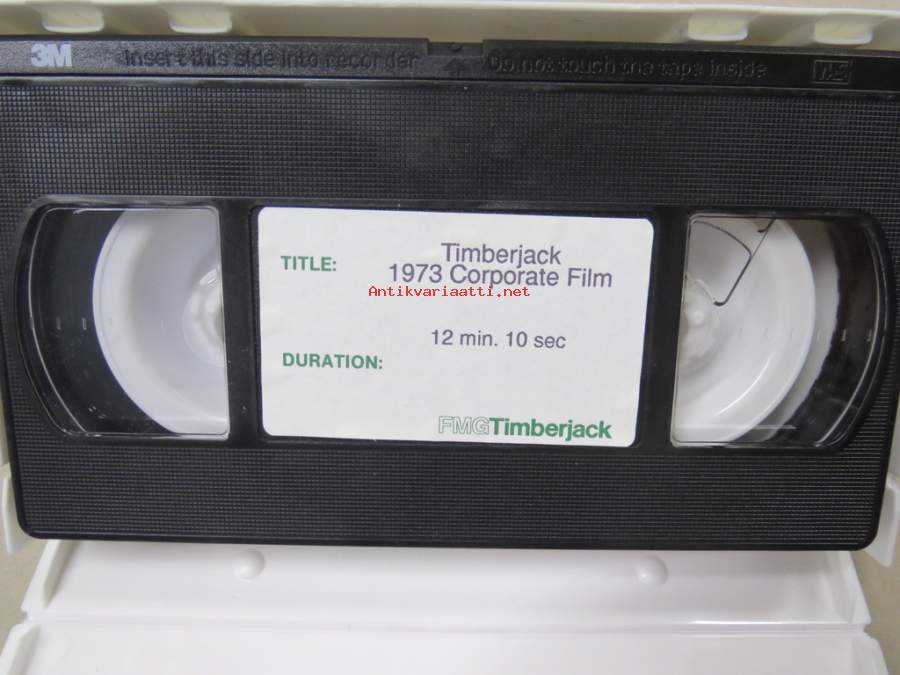 3M Insert this side into recorder Do not touch the tape inside VHS
TITLE: Timberjack
1973 Corporate Film
Antikvariaatti.net
12 min. 10 sec
DURATION:
FMGTimberjack